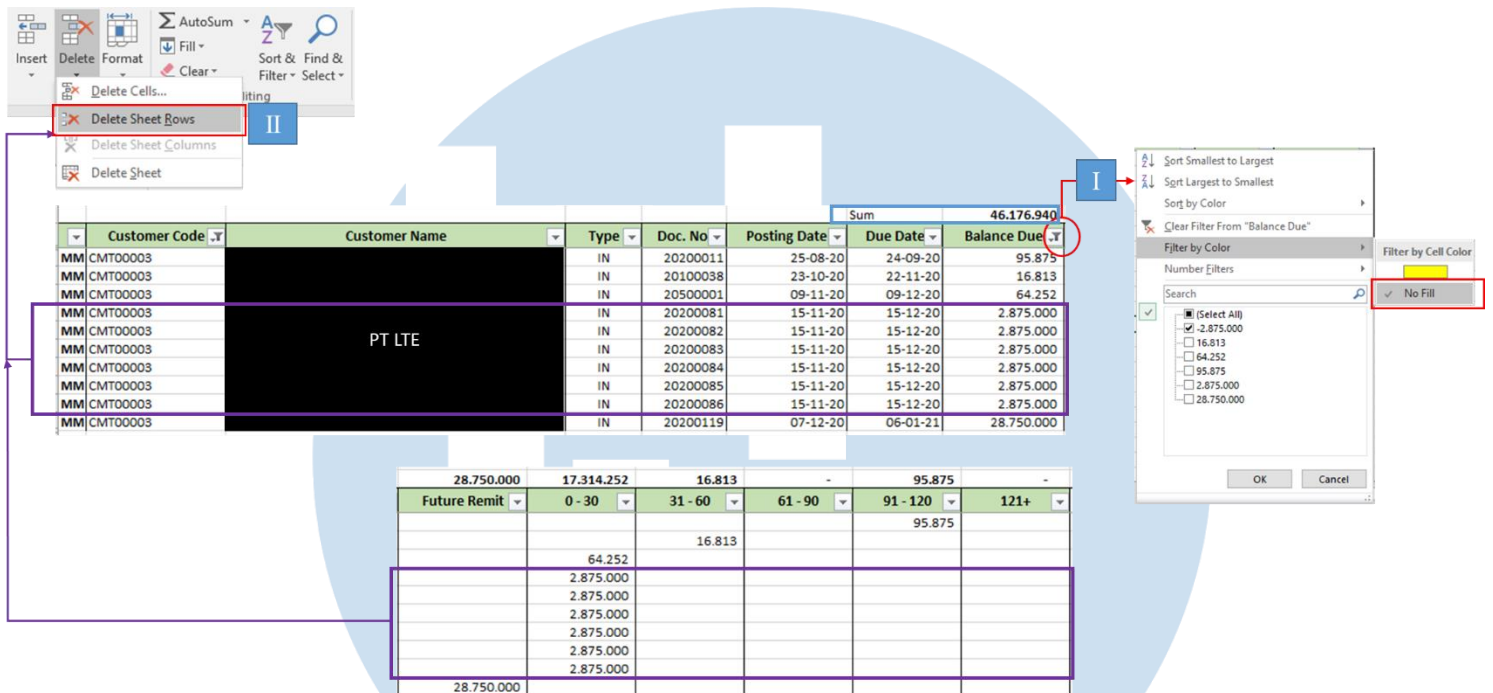 AutoSum
Fill
Clear
Insert Delete Format
Sort & Filter
Find & Select
iting
Delete Cells...
Delete Sheet Rows
Delete Sheet Columns
Delete Sheet
II
I
Sort Smallest to Largest
Sort Largest to Smallest
Sort by Color
Clear Filter From "Balance Due"
Filter by Color
Number Filters
Search
(Select All)
-2.875.000
16.813
64.252
95.875
2.875.000
28.750.000
OK Cancel
Filter by Cell Color
No Fill
Sum 46.176.940
Customer Code Customer Name Type Doc. No Posting Date Due Date Balance Due
MM CMT00003 IN 20200011 25-08-20 24-09-20 95.875
MM CMT00003 IN 20100038 23-10-20 22-11-20 16.813
MM CMT00003 IN 20500001 09-11-20 09-12-20 64.252
MM CMT00003 IN 20200081 15-11-20 15-12-20 2.875.000
MM CMT00003 IN 20200082 15-11-20 15-12-20 2.875.000
MM CMT00003 IN 20200083 15-11-20 15-12-20 2.875.000
MM CMT00003 IN 20200084 15-11-20 15-12-20 2.875.000
MM CMT00003 IN 20200085 15-11-20 15-12-20 2.875.000
MM CMT00003 IN 20200086 15-11-20 15-12-20 2.875.000
MM CMT00003 IN 20200119 07-12-20 06-01-21 28.750.000
PT LTE
28.750.000 17.314.252 16.813 - 95.875 -
Future Remit 0 - 30 31 - 60 61 - 90 91 - 120 121+
95.875
16.813
64.252
2.875.000
2.875.000
2.875.000
2.875.000
2.875.000
2.875.000
28.750.000